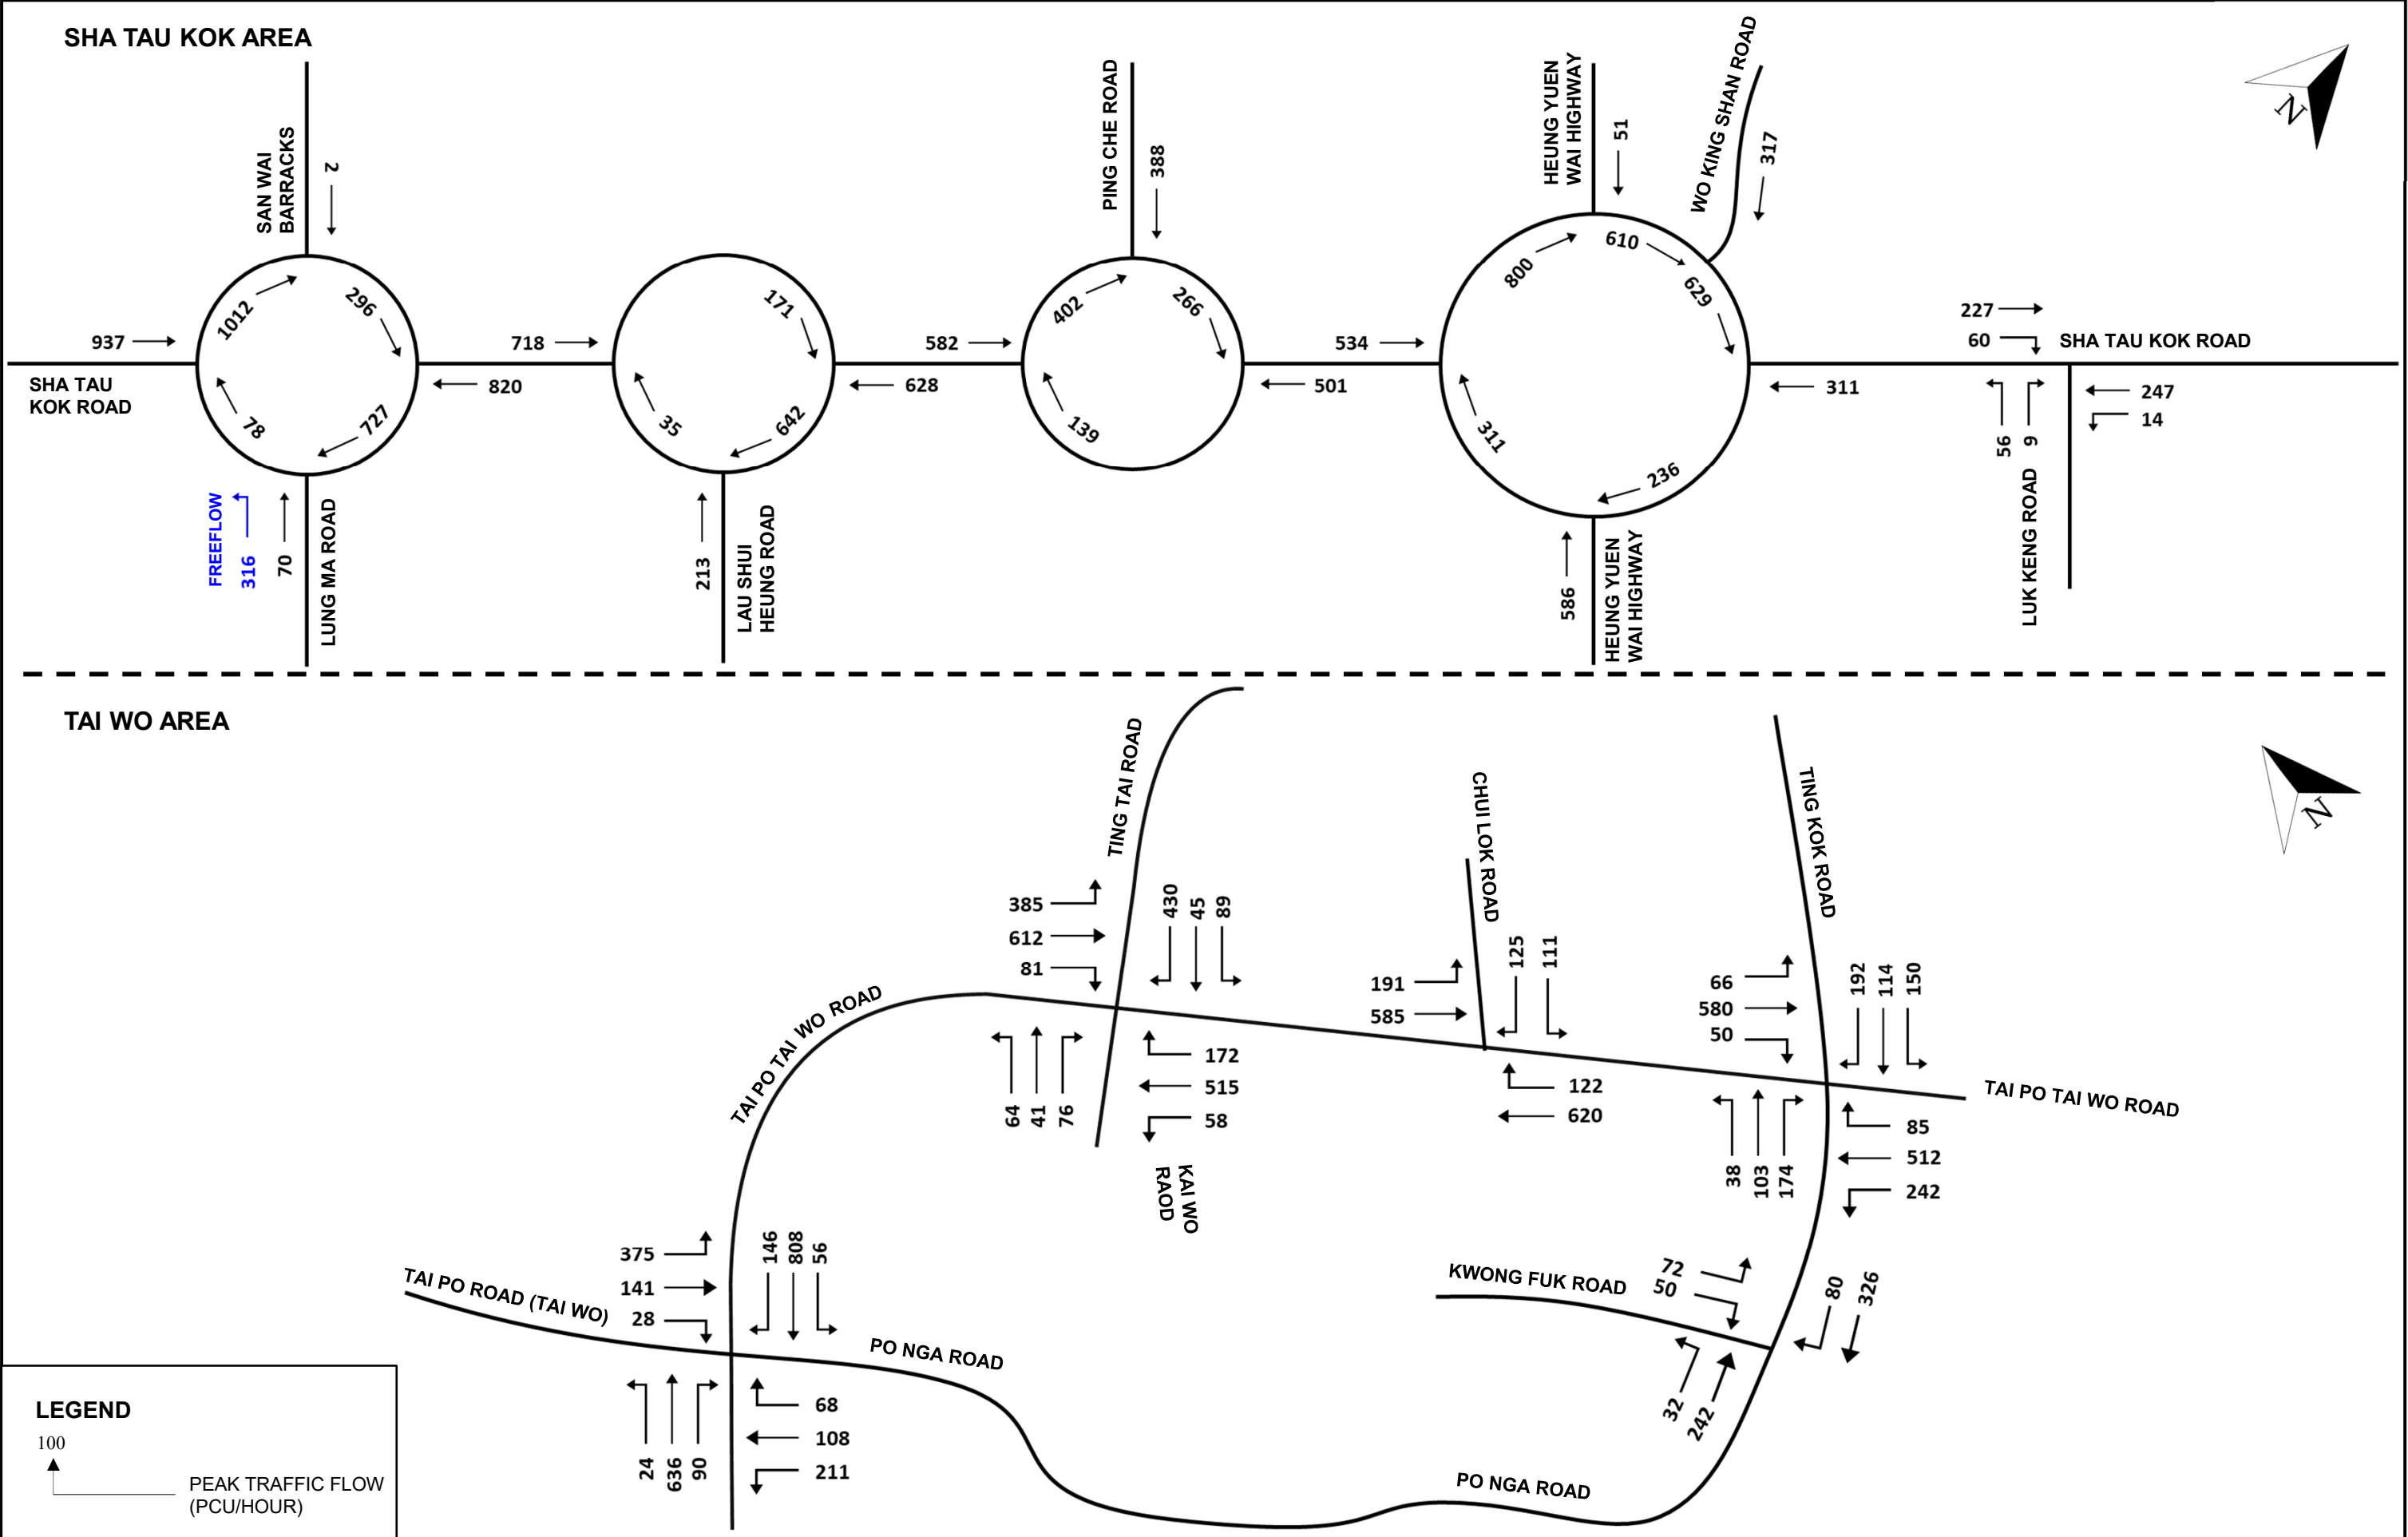 SHA TAU KOK AREA
SAN WAI
BARRACKS
2
PING CHE ROAD
388
HEUNG YUEN
WAI HIGHWAY
51
WO KING SHAN ROAD
317
N
937
SHA TAU
KOK ROAD
1012
296
727
78
718
820
171
642
35
582
628
402
266
139
534
501
800
610
629
236
311
311
227
60
SHA TAU KOK ROAD
247
14
56
9
LUK KENG ROAD
FREEFLOW
316
70
LUNG MA ROAD
213
LAU SHUI
HEUNG ROAD
586
HEUNG YUEN
WAI HIGHWAY
TAI WO AREA
N
TING TAI ROAD
385
612
81
430
45
89
64
41
76
172
515
58
KAI WO
RAOD
CHUI LOK ROAD
191
585
125
111
122
620
TING KOK ROAD
66
580
50
192
114
150
38
103
174
85
512
242
TAI PO TAI WO ROAD
TAI PO TAI WO ROAD
TAI PO ROAD (TAI WO)
375
141
28
146
808
56
24
636
90
68
108
211
PO NGA ROAD
KWONG FUK ROAD
72
50
80
326
32
242
PO NGA ROAD
LEGEND
100
PEAK TRAFFIC FLOW
(PCU/HOUR)